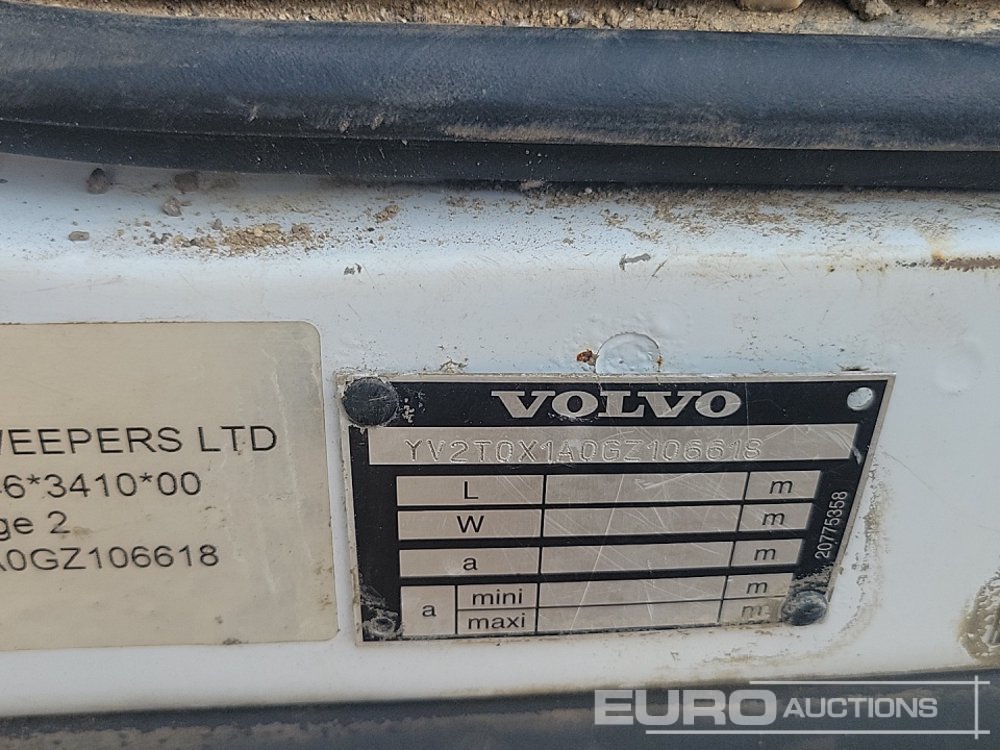 WEEPERS LTD
6*3410*00
ge 2
A0GZ106618
VOLVO
YV2T0X1A0GZ106618
L m
W m
a m
a mini m
maxi m
20775358
EURO AUCTIONS